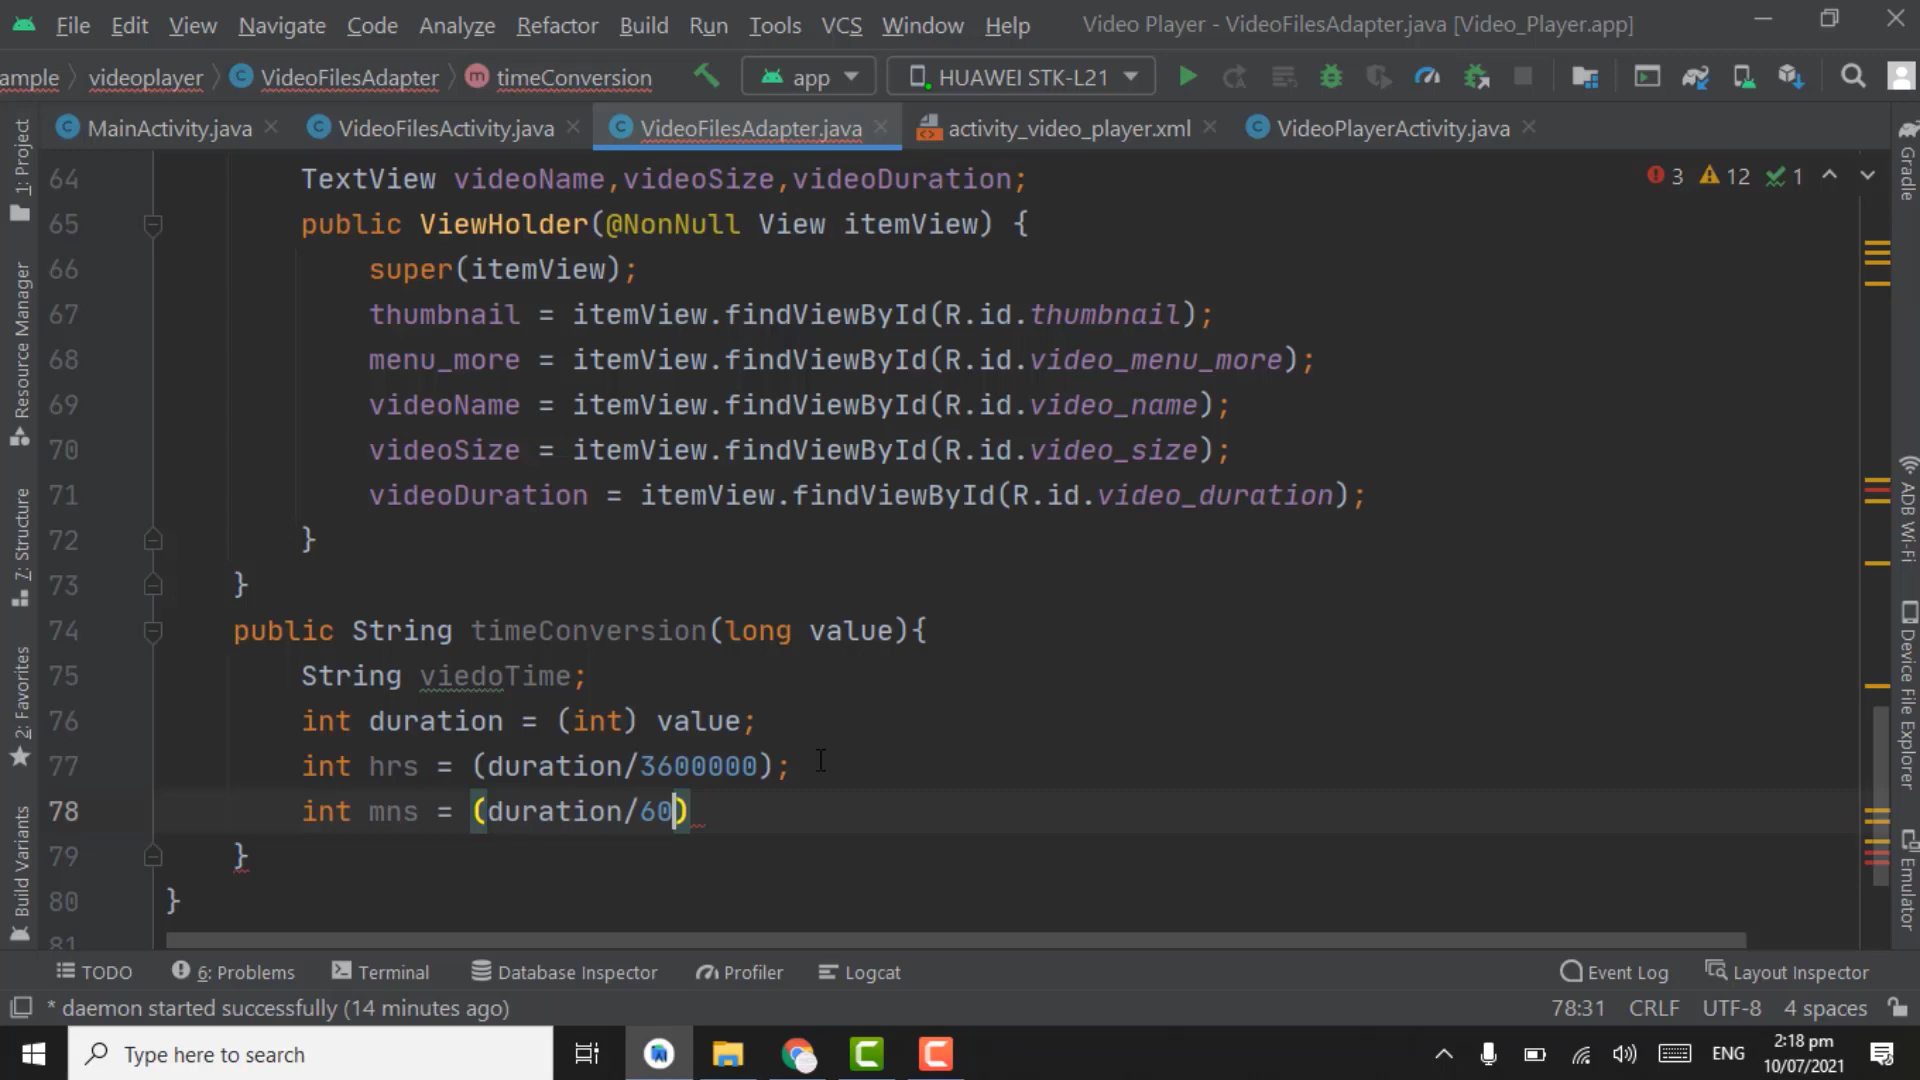 File Edit View Navigate Code Analyze Refactor Build Run Tools VCS Window Help Video Player - VideoFilesAdapter.java [Video_Player.app]
ample videoplayer VideoFilesAdapter timeConversion app HUAWEI STK-L21
MainActivity.java VideoFilesActivity.java VideoFilesAdapter.java activity_video_player.xml VideoPlayerActivity.java
64 TextView videoName,videoSize,videoDuration; 3 12 1
65 public ViewHolder(@NonNull View itemView) {
66 super(itemView);
67 thumbnail = itemView.findViewById(R.id.thumbnail);
68 menu_more = itemView.findViewById(R.id.video_menu_more);
69 videoName = itemView.findViewById(R.id.video_name);
70 videoSize = itemView.findViewById(R.id.video_size);
71 videoDuration = itemView.findViewById(R.id.video_duration);
72 }
73 }
74 public String timeConversion(long value){
75 String viedoTime;
76 int duration = (int) value;
77 int hrs = (duration/3600000);
78 int mns = (duration/60)
79 }
80 }
81
1: Project
Resource Manager
7: Structure
2: Favorites
Build Variants
Gradle
ADB Wi-Fi
Device File Explorer
Emulator
TODO 6: Problems Terminal Database Inspector Profiler Logcat Event Log Layout Inspector
* daemon started successfully (14 minutes ago) 78:31 CRLF UTF-8 4 spaces
Type here to search ENG 2:18 pm
10/07/2021